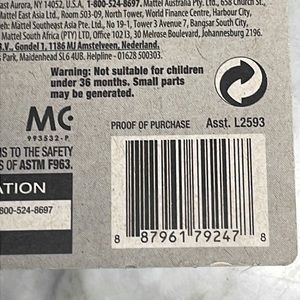 East Aurora, NY 14052, U.S.A. 1-800-524-8697, Mattel Australia Pty. Ltd., 658 Church St.,
Mattel East Asia Ltd., Room 503-09, North Tower, World Finance Centre, Harbour City,
Mattel Southeast Asia Pte. Ltd., No 19-1, Tower 3 Avenue 7, Bangsar South City,
Mattel South Africa (PTY) LTD, Office 102 I3, 30 Melrose Boulevard, Johannesburg 2196.
B.V., Gondel 1, 1186 MJ Amstelveen, Nederland.
Park, Maidenhead SL6 4UB. Helpline - 01628 500303.
Warning: Not suitable for children
under 36 months. Small parts
may be generated.
MC
993532-P
PROOF OF PURCHASE Asst. L2593
MS TO THE SAFETY
S OF ASTM F963.
ATION
-800-524-8697
8 87961 79247 8